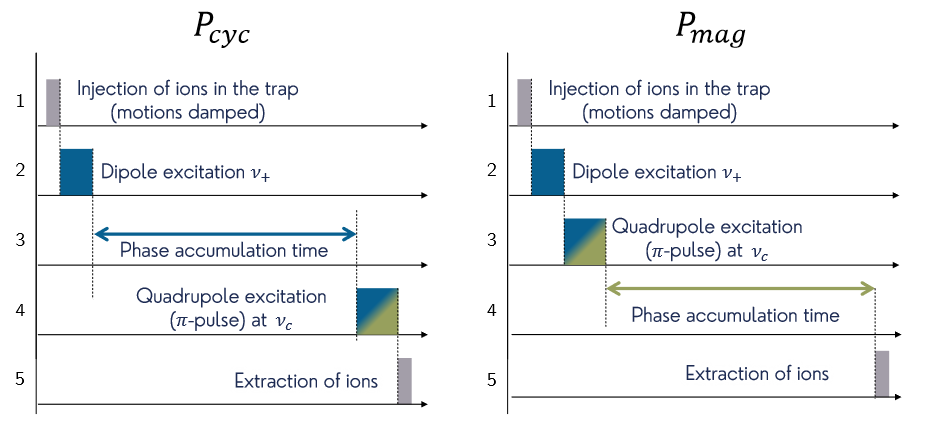 P_cyc
1
Injection of ions in the trap
(motions damped)
2
Dipole excitation ν₊
3
Phase accumulation time
4
Quadrupole excitation
(π-pulse) at ν_c
5
Extraction of ions
P_mag
1
Injection of ions in the trap
(motions damped)
2
Dipole excitation ν₊
3
Quadrupole excitation
(π-pulse) at ν_c
4
Phase accumulation time
5
Extraction of ions